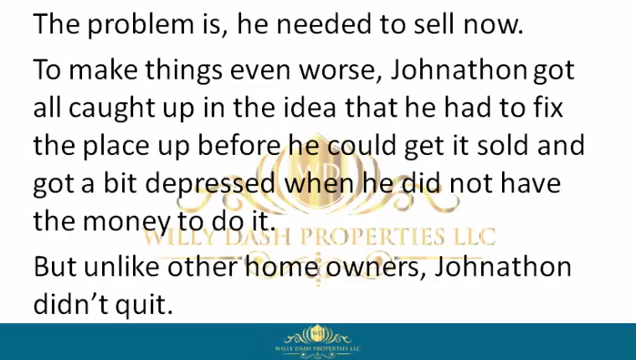 The problem is, he needed to sell now.
To make things even worse, Johnathon got
all caught up in the idea that he had to fix
the place up before he could get it sold and
got a bit depressed when he did not have
the money to do it.
WILLY DASH PROPERTIES LLC
But unlike other home owners, Johnathon
didn’t quit.
WILLY DASH PROPERTIES LLC